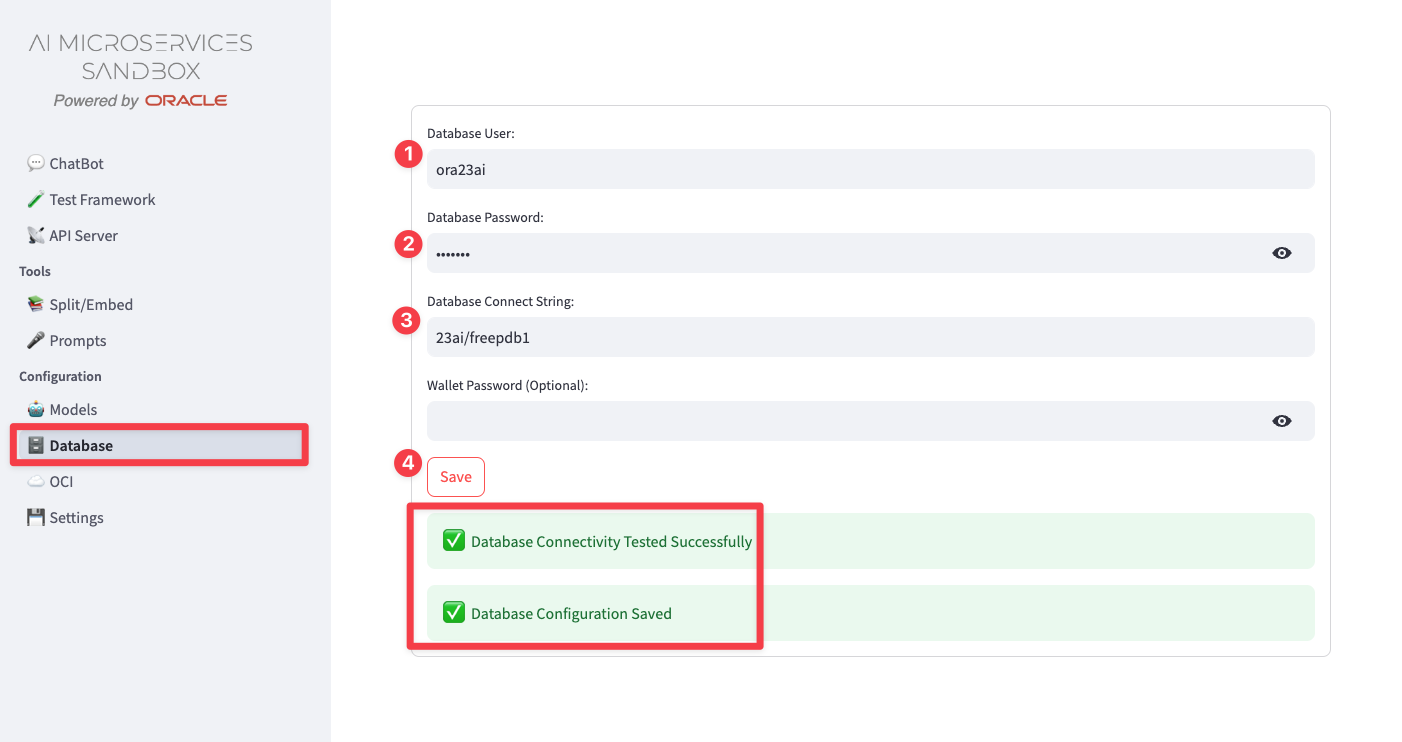 AI MICROSERVICES
SANDBOX
Powered by ORACLE
ChatBot
Test Framework
API Server
Tools
Split/Embed
Prompts
Configuration
Models
Database
OCI
Settings
Database User:
1
ora23ai
Database Password:
2
•••••••
Database Connect String:
3
23ai/freepdb1
Wallet Password (Optional):
4
Save
Database Connectivity Tested Successfully
Database Configuration Saved